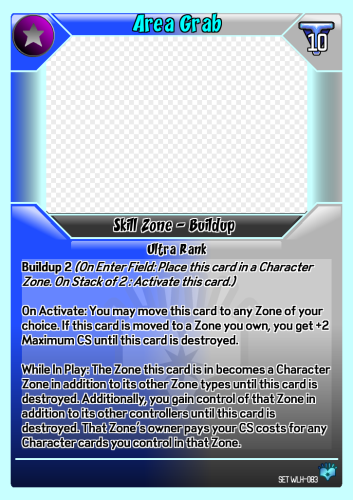 Area Grab
10
Skill Zone - Buildup
Ultra Rank
Buildup 2 (On Enter Field: Place this card in a Character
Zone. On Stack of 2 : Activate this card.)
On Activate: You may move this card to any Zone of your
choice. If this card is moved to a Zone you own, you get +2
Maximum CS until this card is destroyed.
While In Play: The Zone this card is in becomes a Character
Zone in addition to its other Zone types until this card is
destroyed. Additionally, you gain control of that Zone in
addition to its other controllers until this card is
destroyed. That Zone's owner pays your CS costs for any
Character cards you control in that Zone.
SET WLH-083